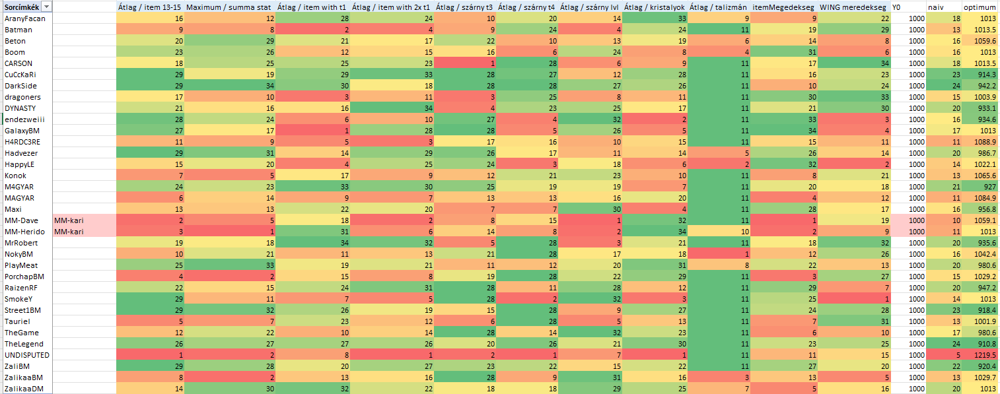 Sorcímkék Átlag / item 13-15 Maximum / summa stat Átlag / item with t1 Átlag / item with 2x t1 Átlag / szárny t3 Átlag / szárny t4 Átlag / szárny lvl Átlag / kristalyok Átlag / talizmán itemMegedekseg WING meredekseg Y0 naiv optimum
AranyFacan 16 12 28 24 10 20 14 33 9 9 22 1000 18 1013
Batman 9 8 2 4 9 24 4 24 11 19 29 1000 13 1013.5
Beton 20 29 21 17 22 10 13 19 6 14 8 1000 16 1059.6
Boom 23 26 12 15 16 6 24 8 4 31 6 1000 16 1013
CARSON 18 25 25 23 1 28 6 9 11 17 34 1000 18 1013.5
CuCcKaRi 29 19 29 33 28 27 12 28 11 16 23 1000 23 914.3
DarkSide 29 34 30 18 28 28 27 26 11 10 24 1000 24 942.2
dragoners 17 10 3 11 3 25 8 11 11 30 33 1000 15 1003.9
DYNASTY 21 16 16 34 4 23 25 17 11 21 30 1000 20 933.1
endezweiii 28 24 6 10 27 4 32 2 11 33 3 1000 16 934.6
GalaxyBM 27 17 1 28 28 5 26 5 11 34 4 1000 17 1013
H4RDC3RE 11 9 5 3 17 16 10 15 11 15 11 1000 11 1088.9
Hadvezer 29 31 14 29 26 17 11 14 5 26 14 1000 20 986.7
HappyLE 15 20 4 25 24 3 18 6 2 32 2 1000 14 1022.1
Konok 7 5 17 9 12 21 23 10 11 8 21 1000 13 1065.6
M4GYAR 24 23 33 30 25 19 19 7 11 20 18 1000 21 927
MAGYAR 6 14 9 7 13 13 16 20 11 4 12 1000 11 1084.9
Maxi 13 13 22 20 7 7 30 4 11 28 17 1000 16 956.8
MM-Dave MM-kari 2 5 18 2 8 15 1 32 11 1 19 1000 10 1059.1
MM-Herido MM-kari 3 1 31 6 14 8 2 34 10 2 9 1000 11 1013
MrRobert 19 18 34 32 5 28 3 21 11 18 32 1000 20 935.6
NokyBM 10 21 11 13 21 28 17 18 1 12 26 1000 16 1042.4
PlayMeat 25 33 19 21 11 12 20 31 8 22 13 1000 20 980.6
PorchapBM 4 2 15 8 19 28 22 29 11 3 27 1000 15 1029.2
RaizenRF 22 15 24 31 28 11 28 12 11 29 7 1000 20 947.2
SmokeY 29 11 7 5 28 2 32 3 11 25 1 1000 14 1013
Street1BM 29 32 26 19 15 28 9 27 11 24 28 1000 23 918.4
Tauriel 5 7 23 12 6 28 5 13 11 7 31 1000 13 1001.9
TheGame 12 22 10 14 28 14 32 23 11 6 10 1000 17 980.6
TheLegend 26 27 27 26 20 26 21 30 11 23 25 1000 24 910.8
UNDISPUTED 1 2 8 1 2 1 7 1 11 11 15 1000 5 1219.5
ZaliBM 29 28 20 27 23 22 15 22 11 27 20 1000 22 920.4
ZalikaaBM 8 2 13 16 28 9 31 16 3 13 5 1000 13 1029.7
ZalikaaDM 14 30 32 22 18 18 29 25 7 5 16 1000 20 1013